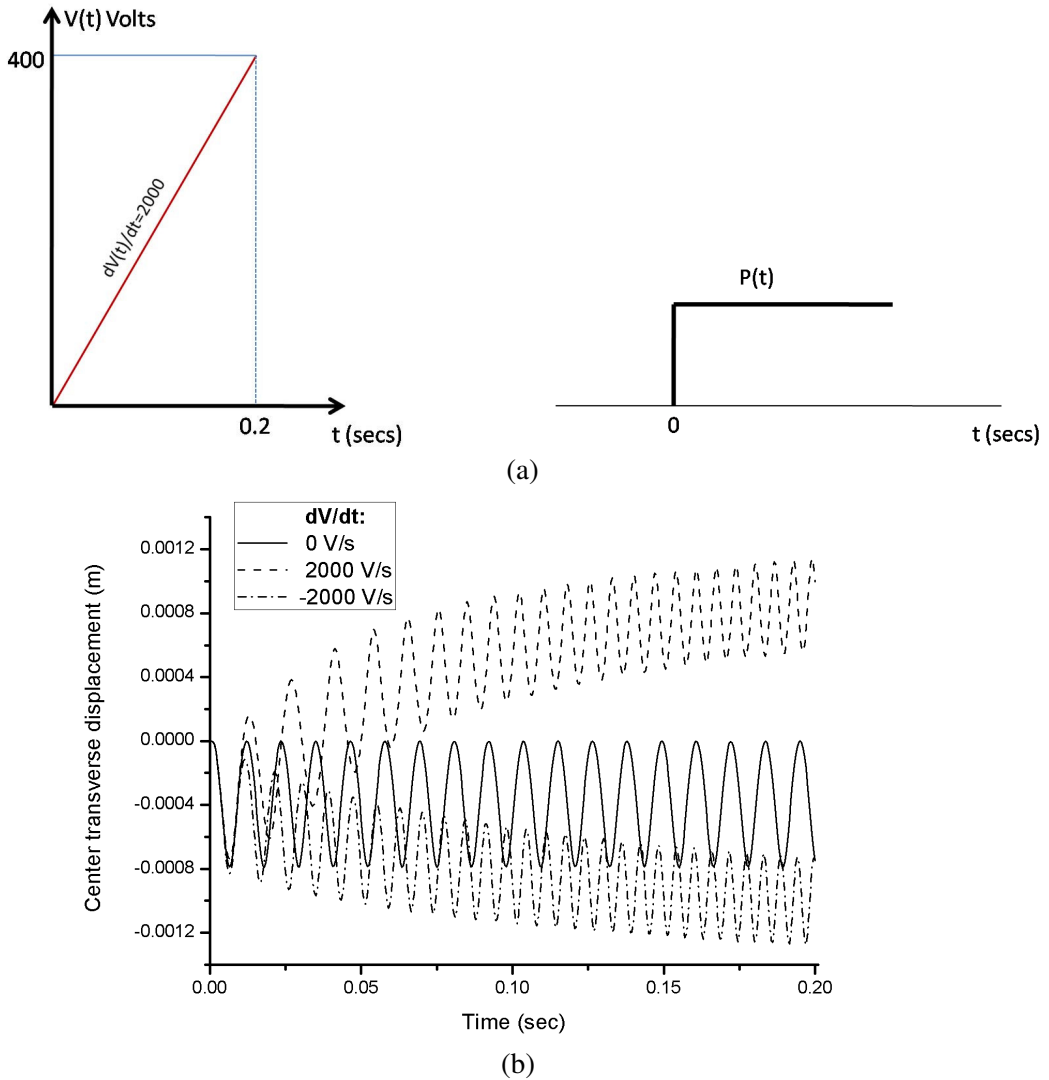 V(t) Volts
400
dV(t)/dt=2000
0.2
t (secs)
P(t)
0
t (secs)
(a)
dV/dt:
0 V/s
2000 V/s
-2000 V/s
0.0012
0.0008
0.0004
0.0000
-0.0004
-0.0008
-0.0012
Center transverse displacement (m)
0.00
0.05
0.10
0.15
0.20
Time (sec)
(b)